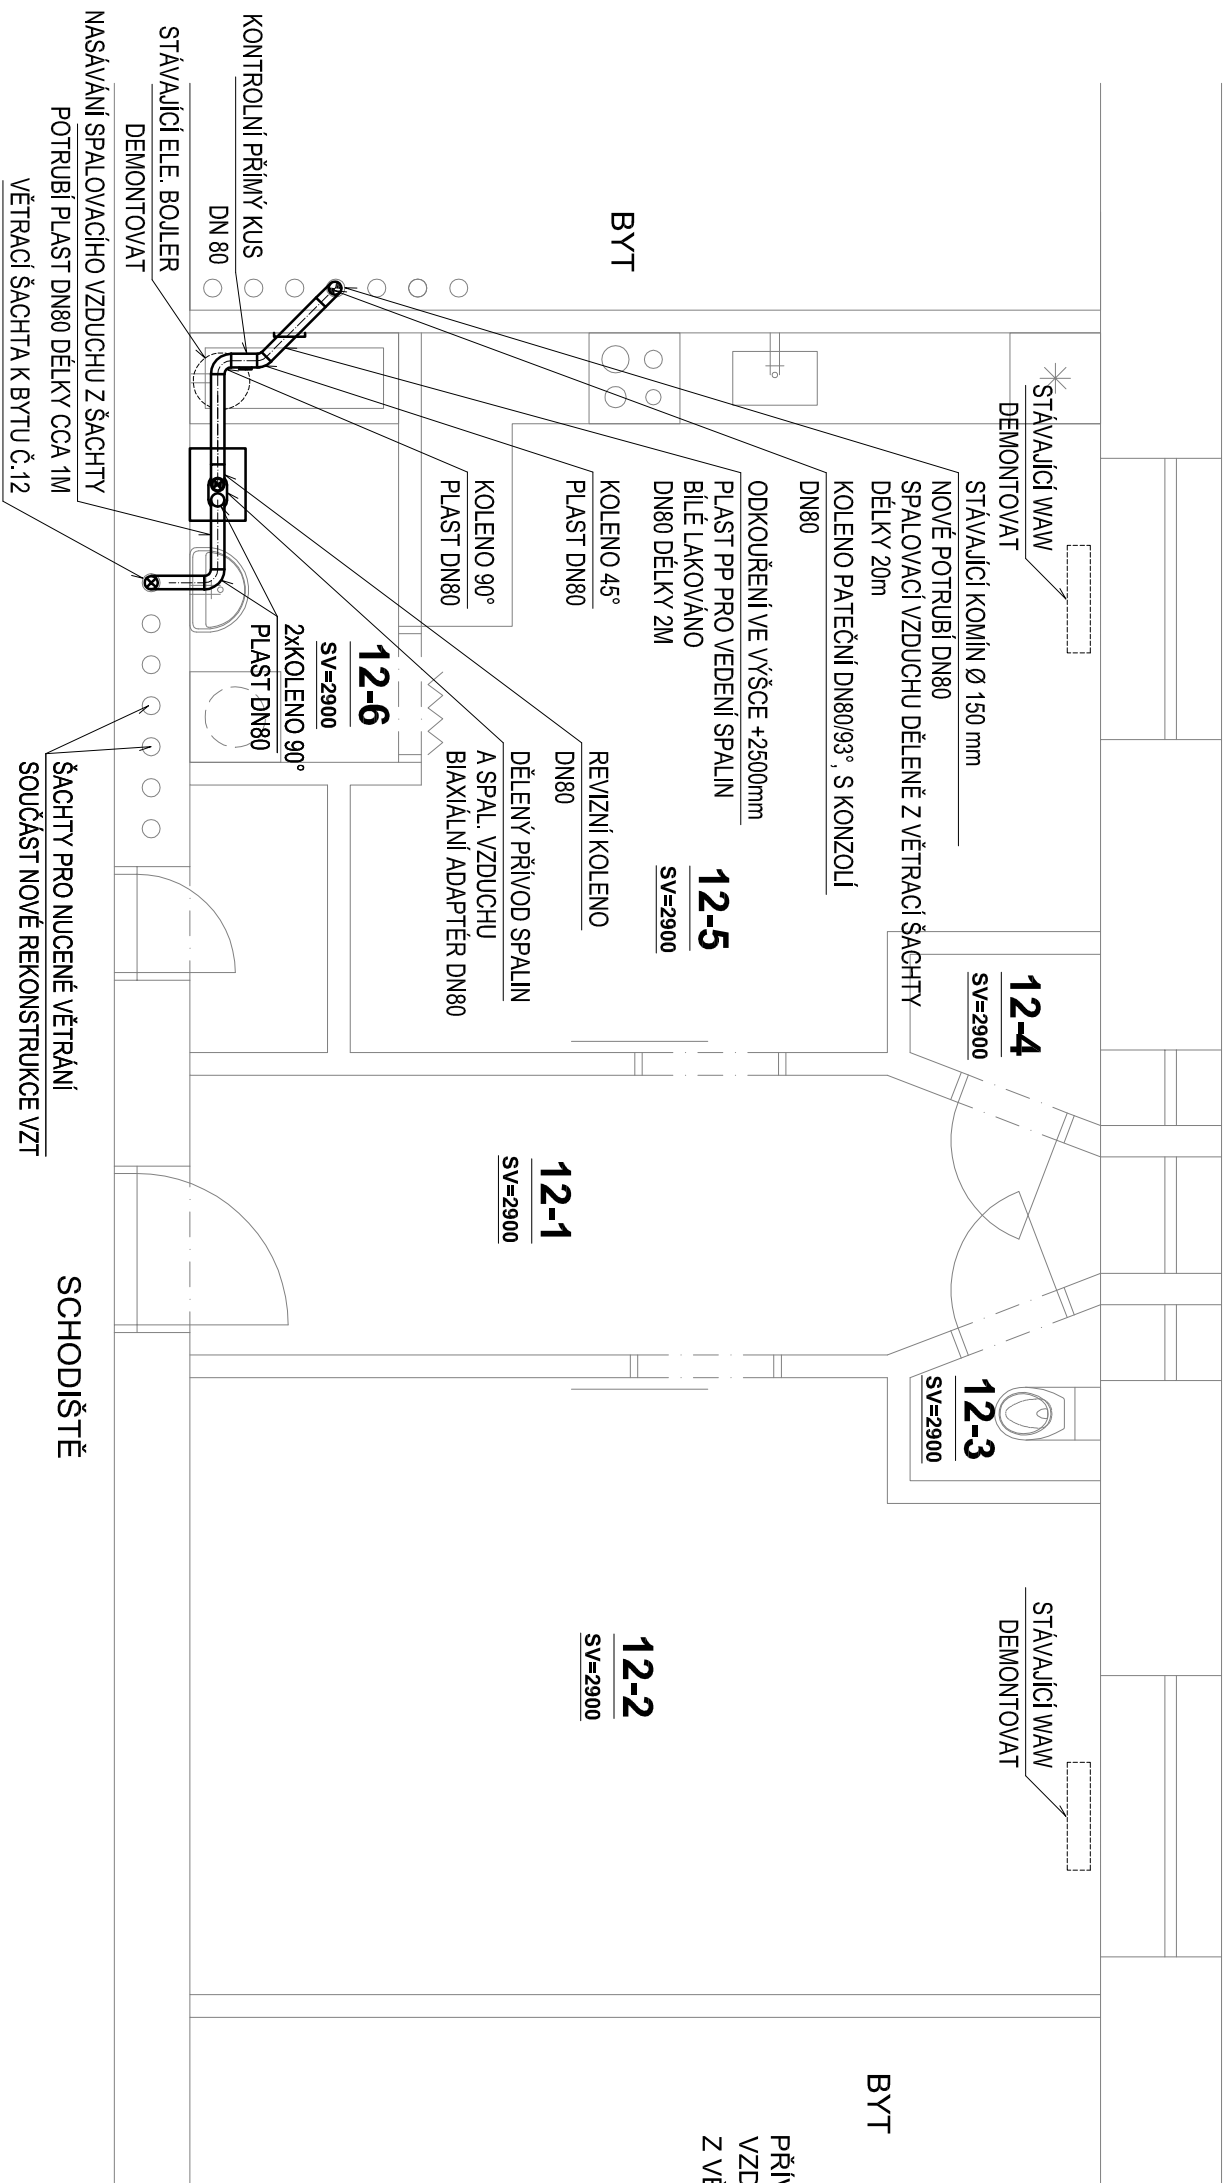 STÁVAJÍCÍ WAW
DEMONTOVAT
STÁVAJÍCÍ KOMÍN Ø 150 mm
NOVÉ POTRUBÍ DN80
SPALOVACÍ VZDUCHU DĚLENĚ Z VĚTRACÍ ŠACHTY
DÉLKY 20m
KOLENO PATEČNÍ DN80/93°, S KONZOLÍ
DN80
ODKOUŘENÍ VE VÝŠCE +2500mm
PLAST PP PRO VEDENÍ SPALIN
BÍLÉ LAKOVÁNO
DN80 DÉLKY 2M
KOLENO 45°
PLAST DN80
KOLENO 90°
PLAST DN80
BYT
KONTROLNÍ PŘÍMÝ KUS
DN 80
STÁVAJÍCÍ ELE. BOJLER
DEMONTOVAT
NASÁVÁNÍ SPALOVACÍHO VZDUCHU Z ŠACHTY
POTRUBÍ PLAST DN80 DÉLKY CCA 1M
VĚTRACÍ ŠACHTA K BYTU Č.12
12-6
SV=2900
2xKOLENO 90°
PLAST DN80
REVIZNÍ KOLENO
DN80
DĚLENÝ PŘÍVOD SPALIN
A SPAL. VZDUCHU
BIAXIÁLNÍ ADAPTÉR DN80
ŠACHTY PRO NUCENÉ VĚTRÁNÍ
SOUČÁST NOVÉ REKONSTRUKCE VZT
12-5
SV=2900
12-4
SV=2900
12-1
SV=2900
SCHODIŠTĚ
12-3
SV=2900
STÁVAJÍCÍ WAW
DEMONTOVAT
12-2
SV=2900
BYT